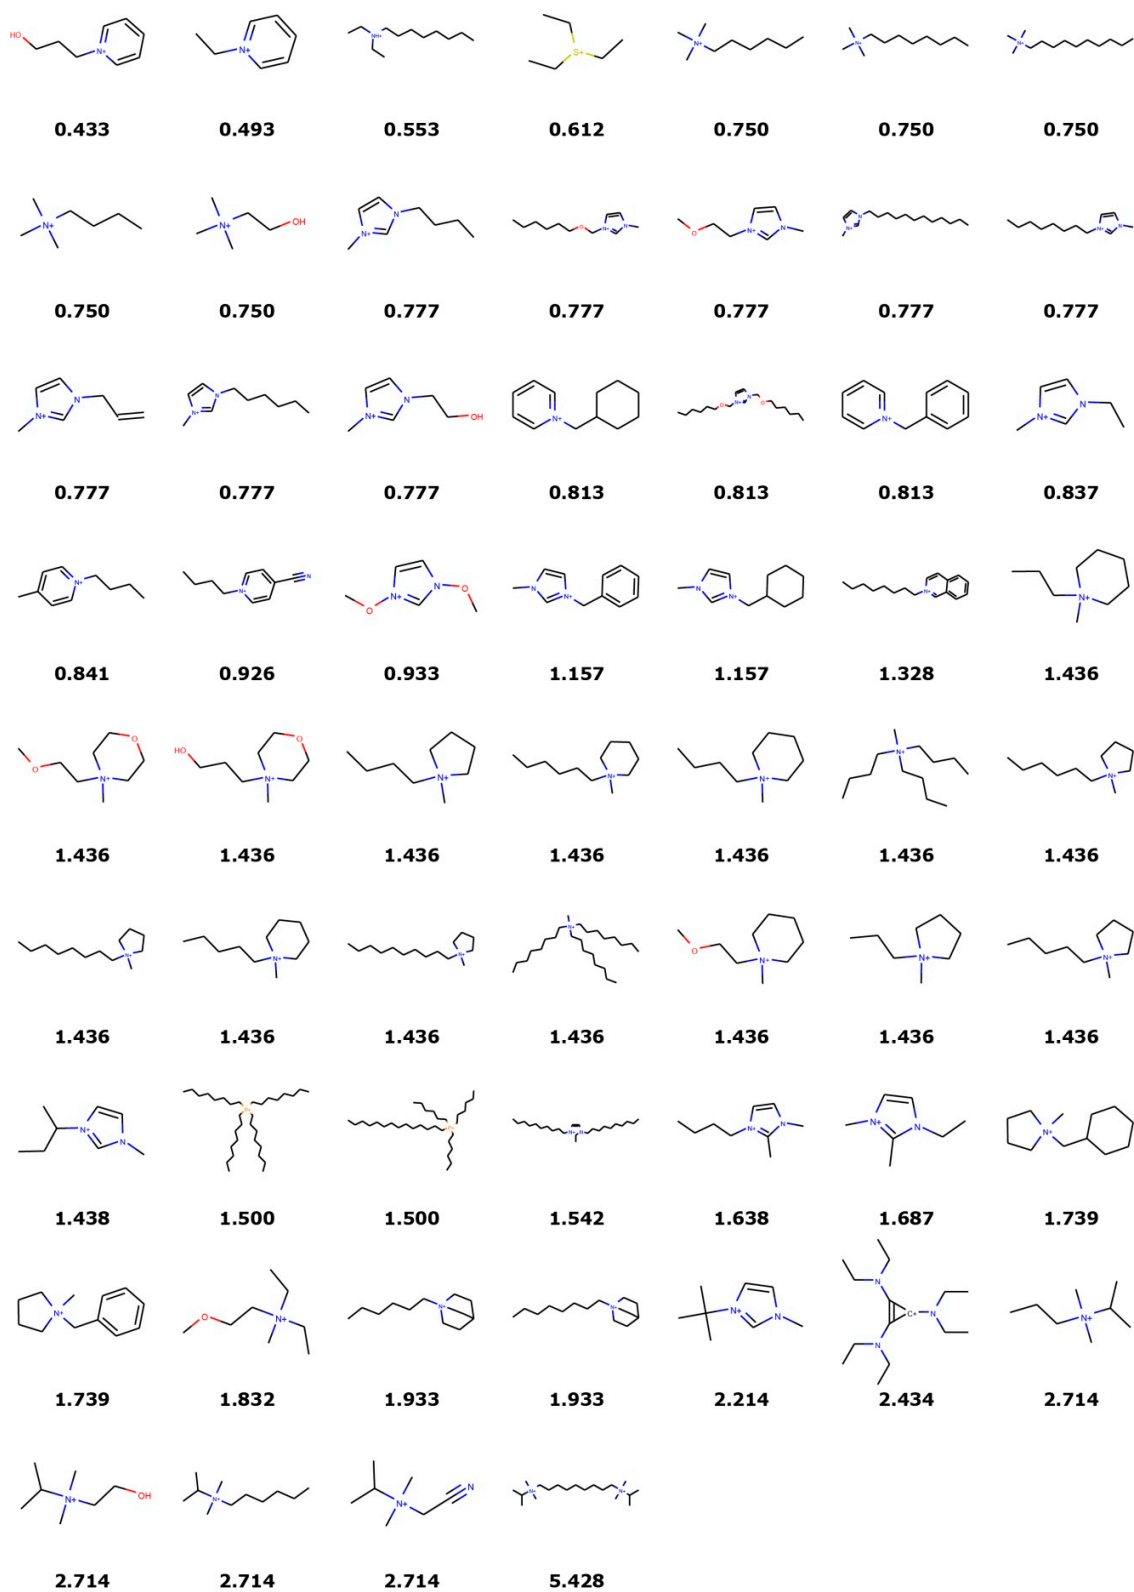 HO N+ N+ NH+ S+ N+ N+ N+
0.433 0.493 0.553 0.612 0.750 0.750 0.750
N+ N+ OH N N+ O N+ N O N+ N N N+ N+ N
0.750 0.750 0.777 0.777 0.777 0.777 0.777
N N+ N N+ N N+ OH N+ O O N+ N+ N
0.777 0.777 0.777 0.813 0.813 0.813 0.837
N+ N+ N O N+ N O N N+ N N+ N+ N+
0.841 0.926 0.933 1.157 1.157 1.328 1.436
O O N+ HO O N+ N+ N+ N+ N+ N+
1.436 1.436 1.436 1.436 1.436 1.436 1.436
N+ N+ N+ N+ O N+ N+ N+
1.436 1.436 1.436 1.436 1.436 1.436 1.436
N+ N P+ P+ N+ N N+ N N+
1.438 1.500 1.500 1.542 1.638 1.687 1.739
N+ O N+ N+ N+ N+ N N C+ N N N+
1.739 1.832 1.933 1.933 2.214 2.434 2.714
N+ OH N+ N+ N N+ N+
2.714 2.714 2.714 5.428